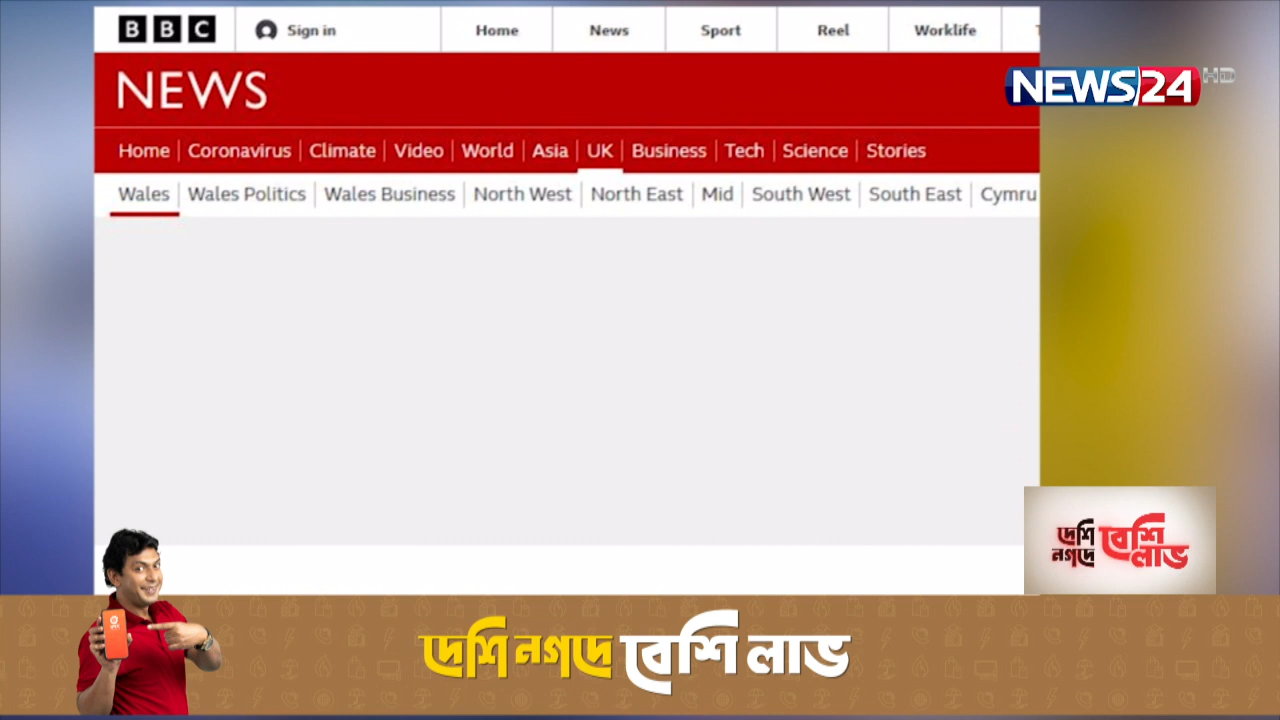 BBC Sign in Home News Sport Reel Worklife
NEWS
NEWS 24 HD
Home Coronavirus Climate Video World Asia UK Business Tech Science Stories
Wales Wales Politics Wales Business North West North East Mid South West South East Cymru
দেশি নগদে বেশি লাভ
দেশি নগদে বেশি লাভ